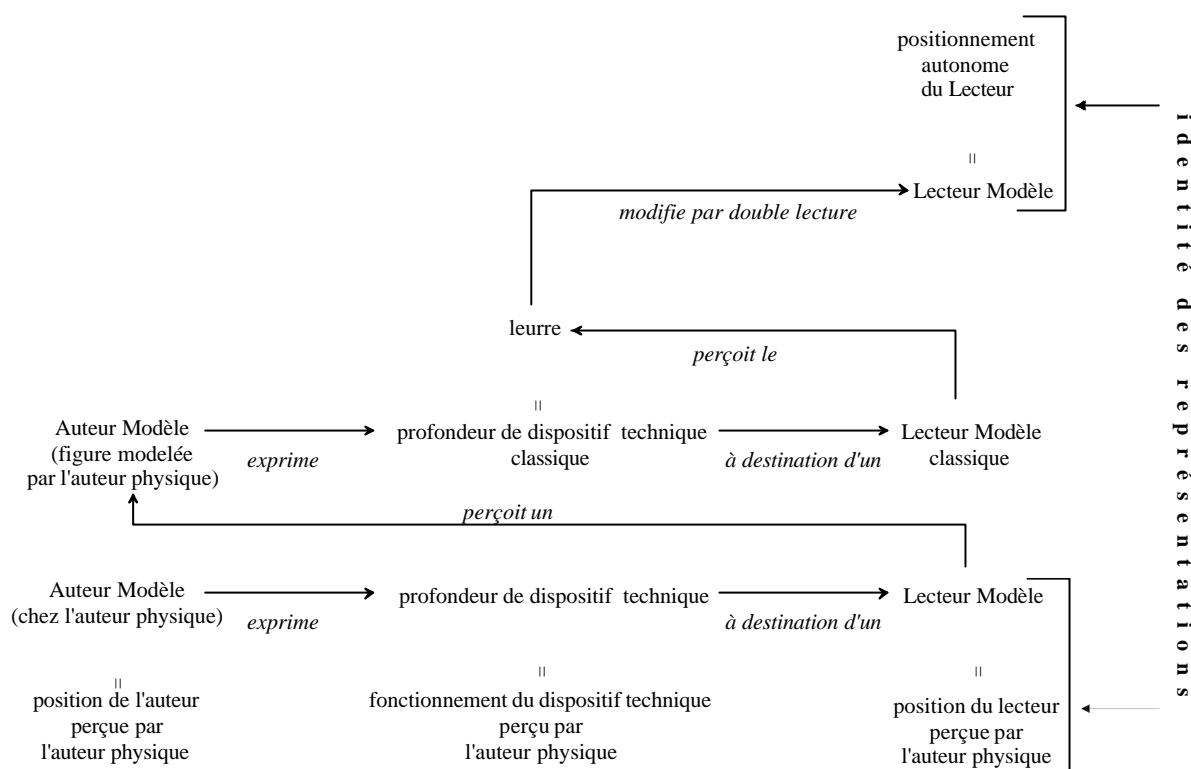 positionnement
autonome
du Lecteur
=
Lecteur Modèle
modifie par double lecture
leurre
perçoit le
=
Auteur Modèle
(figure modelée
par l'auteur physique)
exprime
profondeur de dispositif technique
classique
à destination d'un
Lecteur Modèle
classique
perçoit un
Auteur Modèle
(chez l'auteur physique)
exprime
profondeur de dispositif technique
à destination d'un
Lecteur Modèle
=
position de l'auteur
perçue par
l'auteur physique
=
fonctionnement du dispositif technique
perçu par
l'auteur physique
=
position du lecteur
perçue par
l'auteur physique
identité des représentations